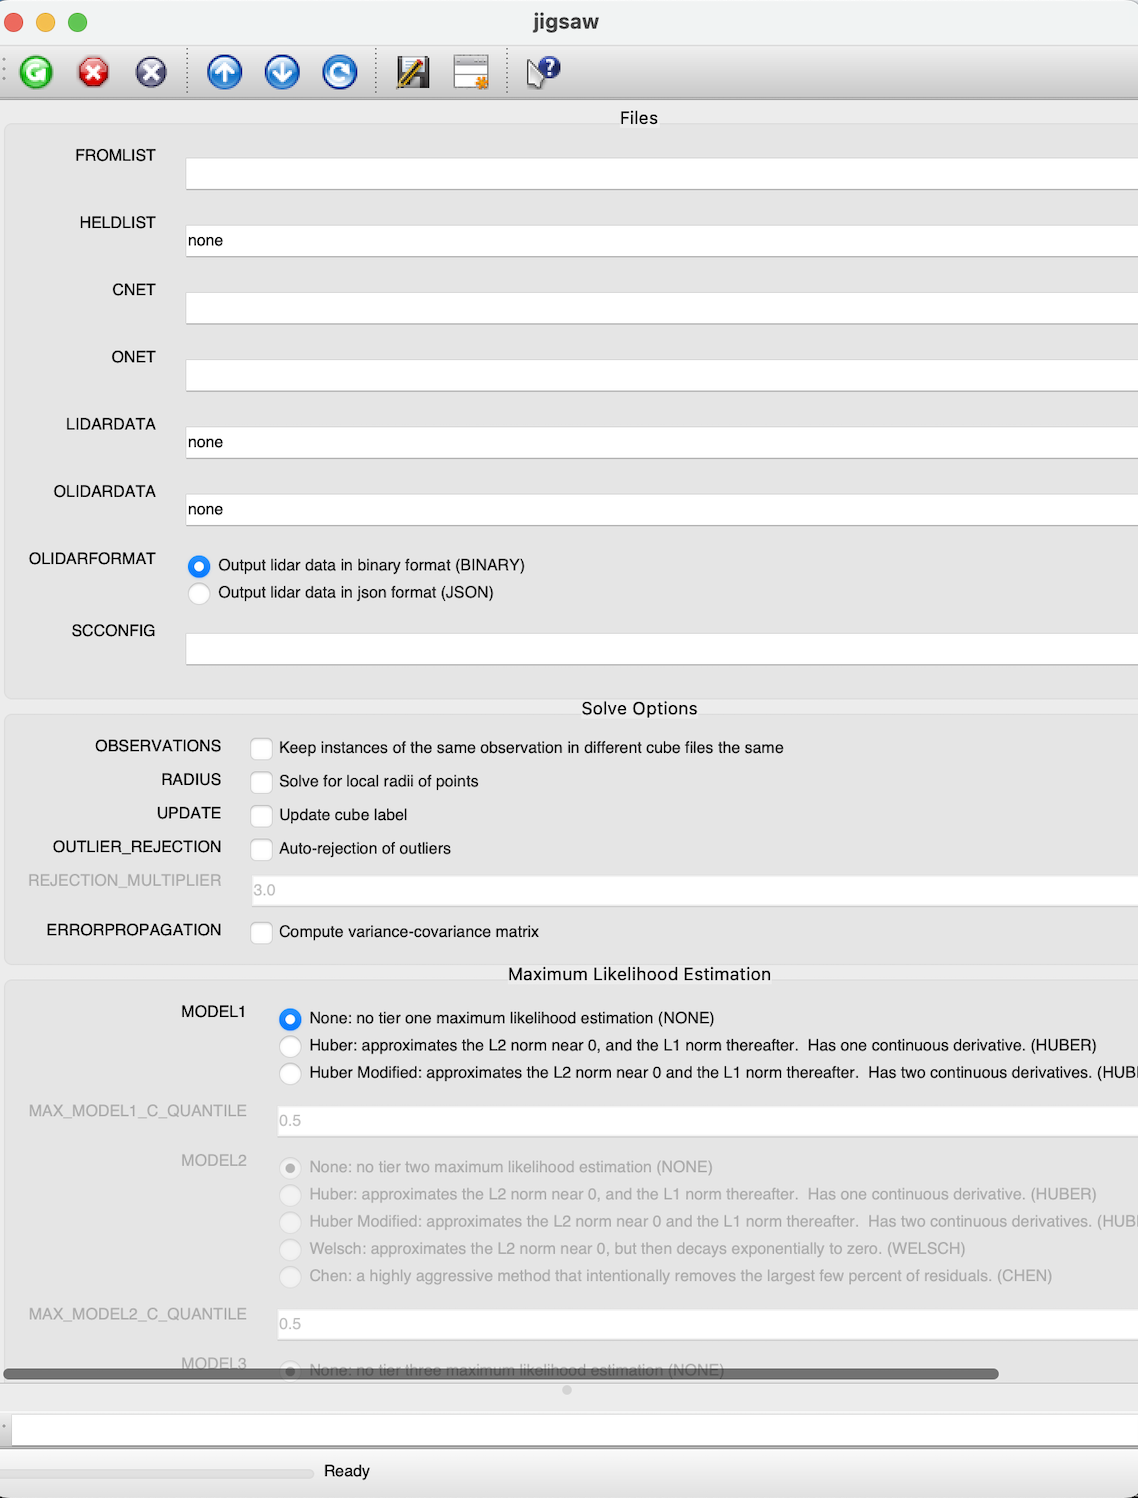 jigsaw
Files
FROMLIST
HELDLIST
none
CNET
ONET
LIDARDATA
none
OLIDARDATA
none
OLIDARFORMAT
Output lidar data in binary format (BINARY)
Output lidar data in json format (JSON)
SCCONFIG
Solve Options
OBSERVATIONS Keep instances of the same observation in different cube files the same
RADIUS Solve for local radii of points
UPDATE Update cube label
OUTLIER_REJECTION Auto-rejection of outliers
REJECTION_MULTIPLIER
3.0
ERRORPROPAGATION Compute variance-covariance matrix
Maximum Likelihood Estimation
MODEL1
None: no tier one maximum likelihood estimation (NONE)
Huber: approximates the L2 norm near 0, and the L1 norm thereafter. Has one continuous derivative. (HUBER)
Huber Modified: approximates the L2 norm near 0 and the L1 norm thereafter. Has two continuous derivatives. (HUB
MAX_MODEL1_C_QUANTILE
0.5
MODEL2
None: no tier two maximum likelihood estimation (NONE)
Huber: approximates the L2 norm near 0, and the L1 norm thereafter. Has one continuous derivative. (HUBER)
Huber Modified: approximates the L2 norm near 0 and the L1 norm thereafter. Has two continuous derivatives. (HUB
Welsch: approximates the L2 norm near 0, but then decays exponentially to zero. (WELSCH)
Chen: a highly aggressive method that intentionally removes the largest few percent of residuals. (CHEN)
MAX_MODEL2_C_QUANTILE
0.5
MODEL3
None: no tier three maximum likelihood estimation (NONE)
Ready